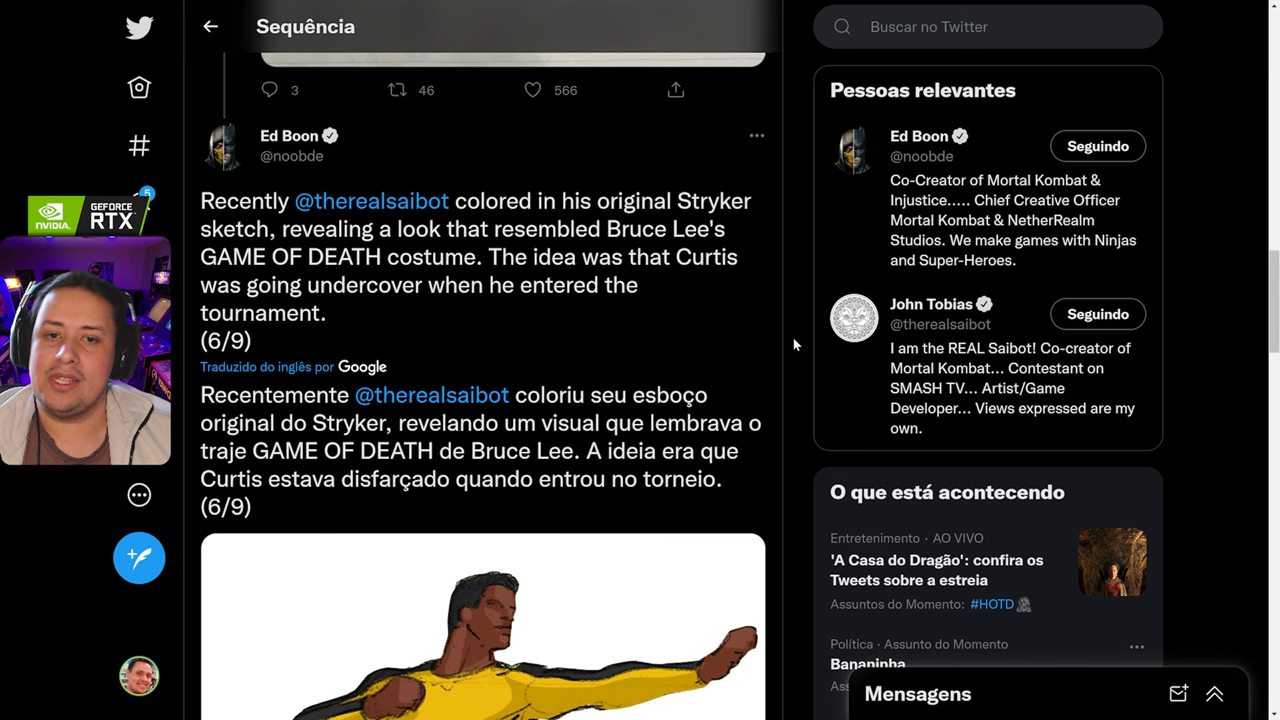 Sequência
3
46
566
Ed Boon
@noobde
Recently @therealsaibot colored in his original Stryker
sketch, revealing a look that resembled Bruce Lee's
GAME OF DEATH costume. The idea was that Curtis
was going undercover when he entered the
tournament.
(6/9)
Traduzido do inglês por Google
Recentemente @therealsaibot coloriu seu esboço
original do Stryker, revelando um visual que lembrava o
traje GAME OF DEATH de Bruce Lee. A ideia era que
Curtis estava disfarçado quando entrou no torneio.
(6/9)
5
NVIDIA.
GEFORCE
RTX
Buscar no Twitter
Pessoas relevantes
Ed Boon
@noobde
Seguindo
Co-Creator of Mortal Kombat &
Injustice..... Chief Creative Officer
Mortal Kombat & NetherRealm
Studios. We make games with Ninjas
and Super-Heroes.
John Tobias
@therealsaibot
Seguindo
I am the REAL Saibot! Co-creator of
Mortal Kombat... Contestant on
SMASH TV... Artist/Game
Developer... Views expressed are my
own.
O que está acontecendo
Entretenimento · AO VIVO
'A Casa do Dragão': confira os
Tweets sobre a estreia
Assuntos do Momento: #HOTD
Política · Assunto do Momento
Bananinha
Mensagens